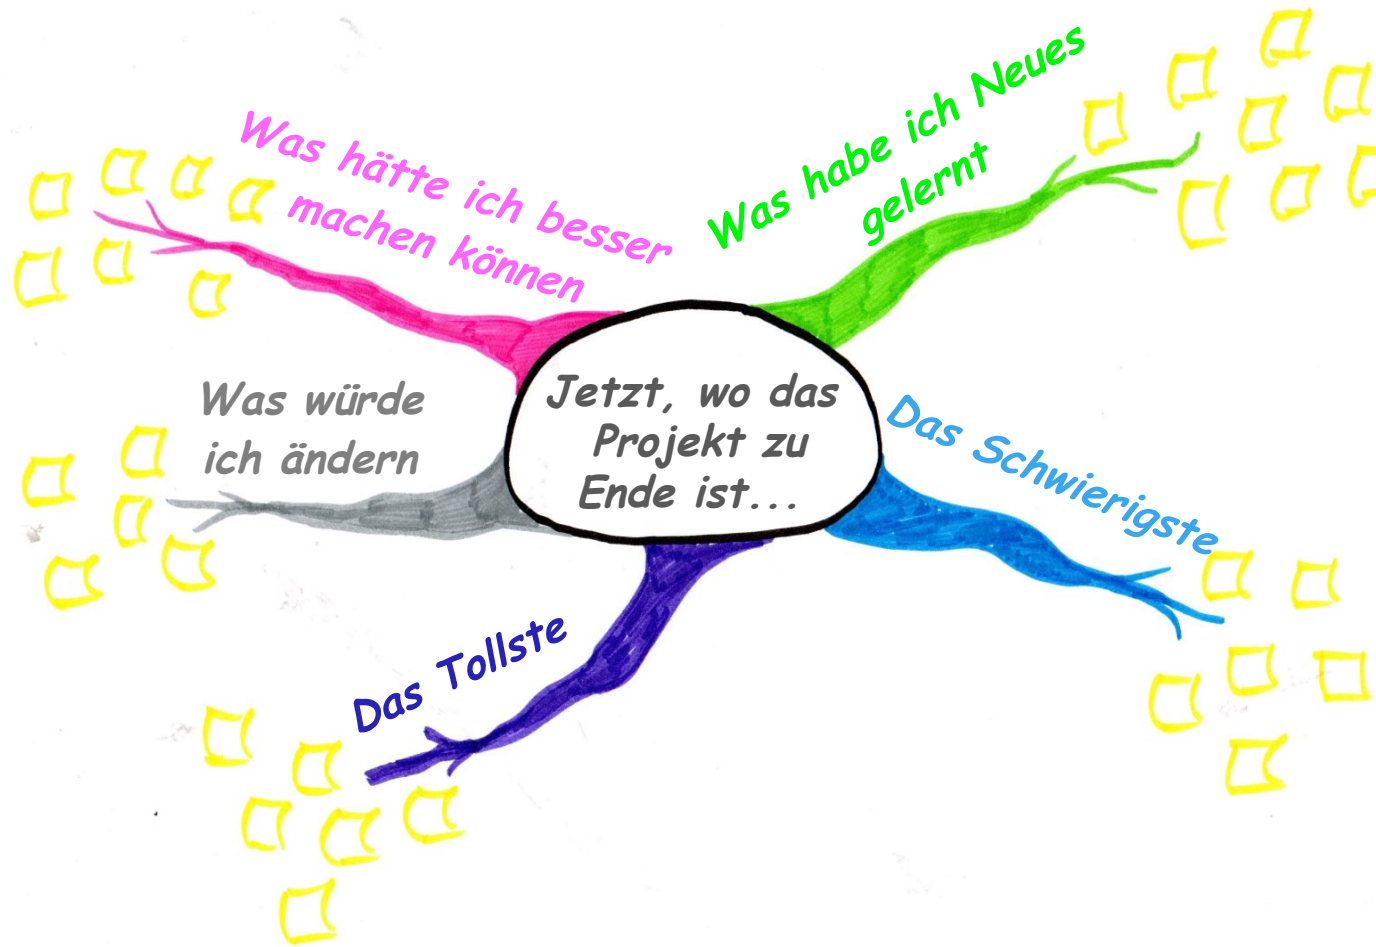 Was hätte ich besser
machen können
Was habe ich Neues
gelernt
Was würde
ich ändern
Jetzt, wo das
Projekt zu
Ende ist...
Das Schwierigste
Das Tollste